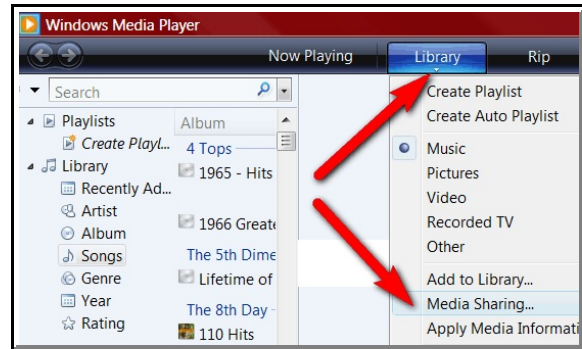 Windows Media Player
Now Playing
Library
Rip
Search
Playlists
Create Playl...
Library
Recently Ad...
Artist
Album
Songs
Genre
Year
Rating
Album
4 Tops
1965 - Hits
1966 Greate
The 5th Dime
Lifetime of
The 8th Day
110 Hits
Create Playlist
Create Auto Playlist
Music
Pictures
Video
Recorded TV
Other
Add to Library...
Media Sharing...
Apply Media Informati